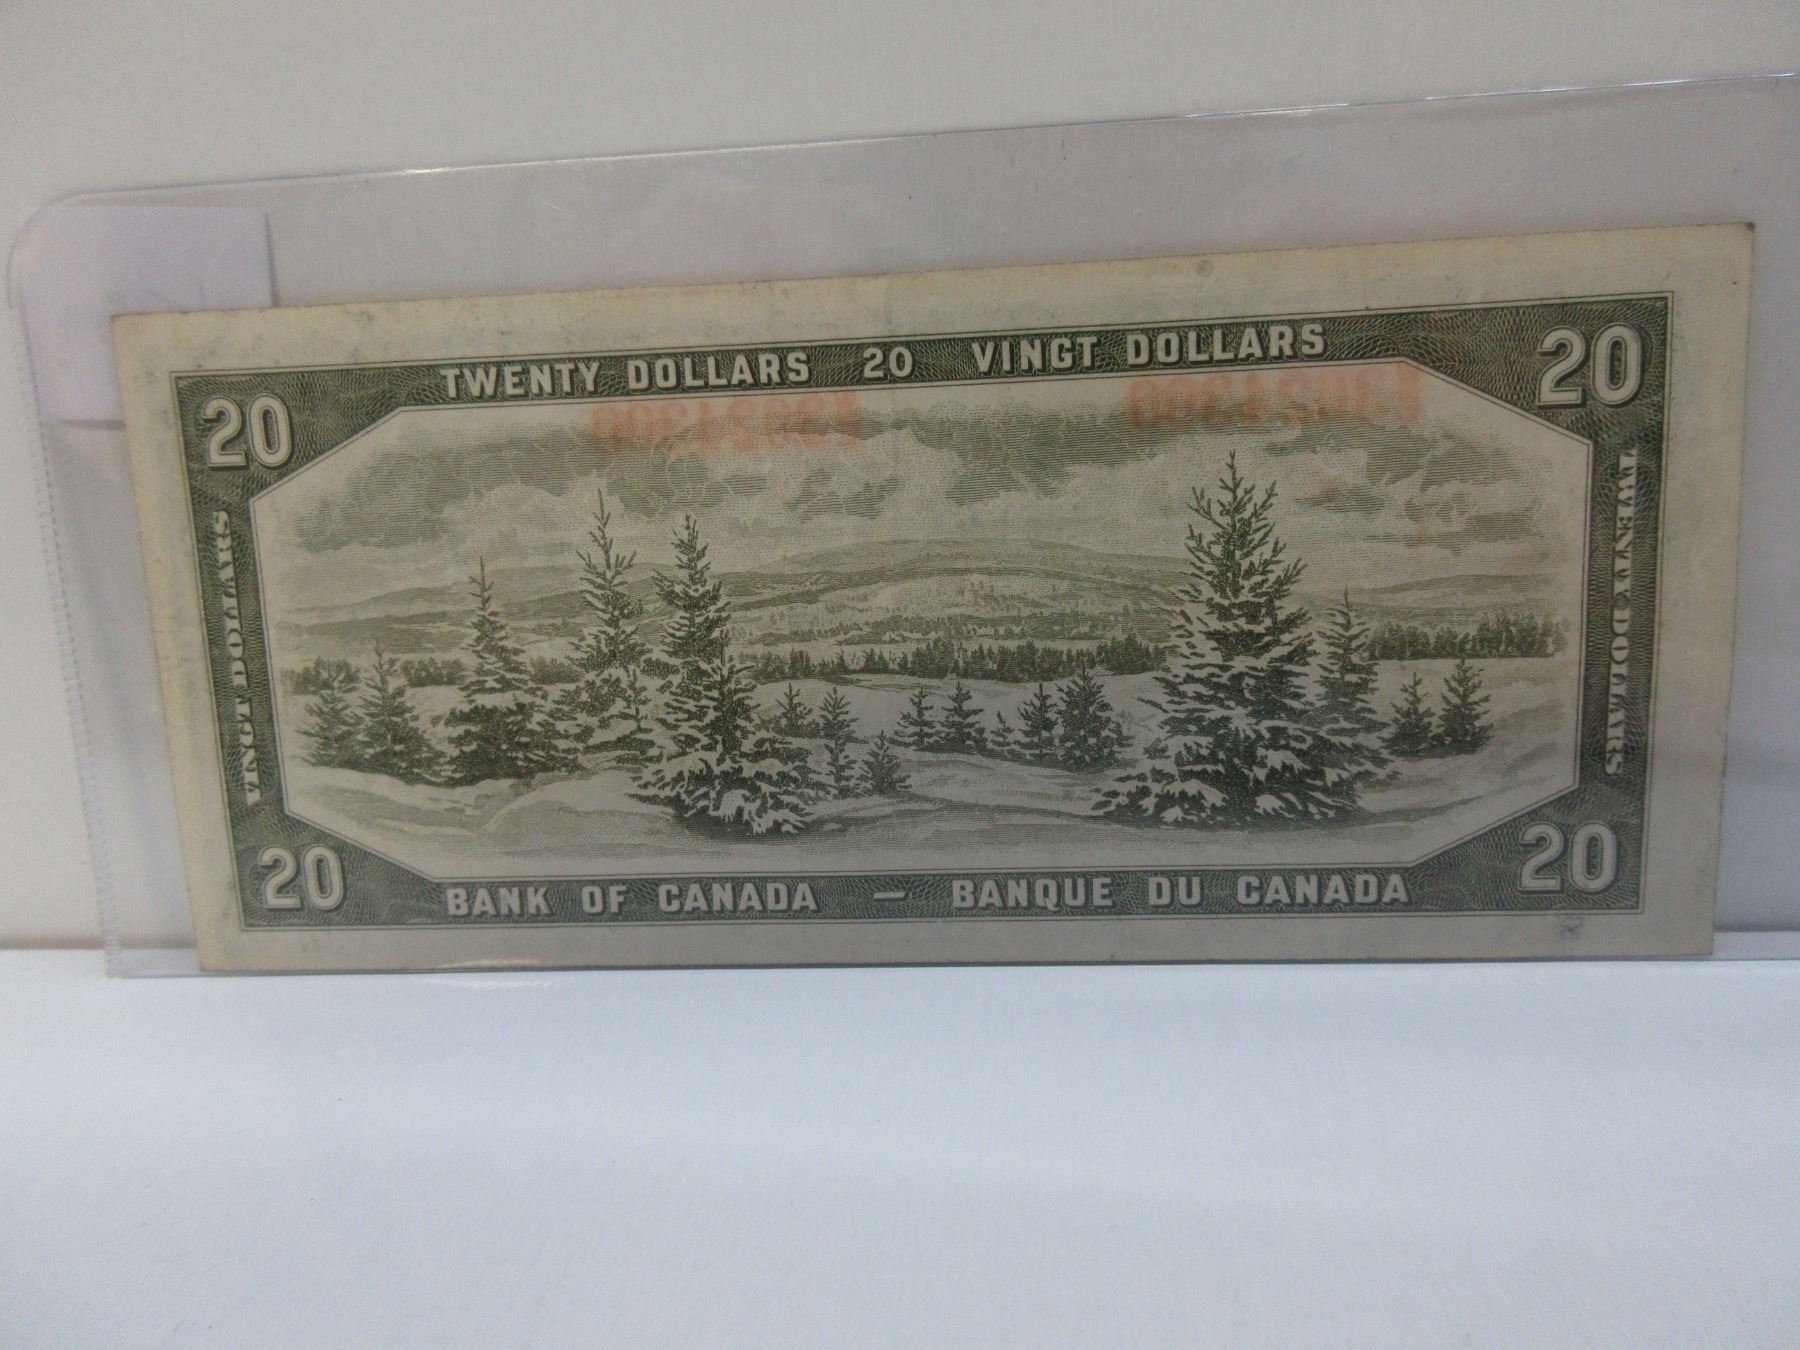 TWENTY DOLLARS 20 VINGT DOLLARS
20
20
VINGT DOLLARS
TWENTY DOLLARS
20
20
BANK OF CANADA — BANQUE DU CANADA